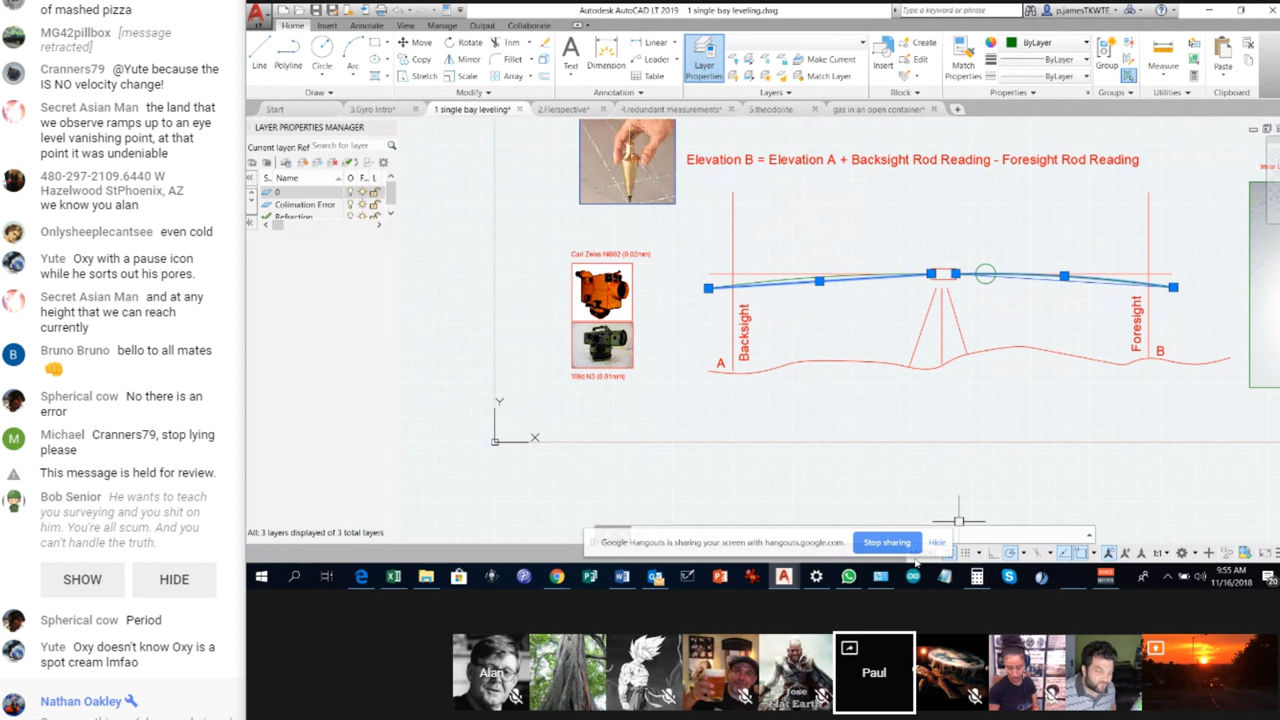 of mashed pizza
MG42pillbox [message
retracted]
Cranners79 @Yute because the
IS NO velocity change!
Secret Asian Man the land that
you observe ramps up to an eye
level vanishing point, at that
point it was undeniable
480-297-2109.6440 W
Hazelwood StPhoenix, AZ
we know you alan
Onlysheeplecantsee even cold
Yute Oxy with a pause icon
while he sorts out his pores.
Secret Asian Man and at any
height that we can reach
currently
Bruno Bruno bello to all mates
Spherical cow No there is an
error
Michael Cranners79, stop lying
please
This message is held for review.
Bob Senior He wants to teach
you surveying and you shit on
him. You're all scum. And you
can't handle the truth.
SHOW HIDE
Spherical cow Period
Yute Oxy doesn't know Oxy is a
spot cream lmfao
Nathan Oakley
Autodesk AutoCAD LT 2019 1 single bay leveling.dwg
Type a keyword or phrase
p.jamesTKWTE
Home Insert Annotate View Manage Output Collaborate
Line Polyline Circle Arc
Move Rotate Trim
Copy Mirror Fillet
Stretch Scale Array
Text Dimension
Linear
Leader
Table
Layer
Properties
Make Current
Match Layer
Insert
Create
Edit
Match
Properties
ByLayer
ByLayer
ByLayer
Group Measure Paste
Draw Modify Annotation Layers Block Properties Groups Utilities Clipboard
Start 3.Gyro Intro* 1 single bay leveling* 2.Flerspective* 4.redundant measurements* 5.theodolite gas in an open container*
LAYER PROPERTIES MANAGER
Current layer: Ref Search for layer
S.. Name O F... L
0
Colimation Error
Refraction
All: 3 layers displayed of 3 total layers
Elevation B = Elevation A + Backsight Rod Reading - Foresight Rod Reading
Carl Zeiss NI002 (0.02mm)
Wild N3 (0.01mm)
Backsight
Foresight
A
B
Y
X
Google Hangouts is sharing your screen with hangouts.google.com. Stop sharing Hide
1:1
9:55 AM
11/16/2018
20
Alan
Jose
Flat Earth
Paul